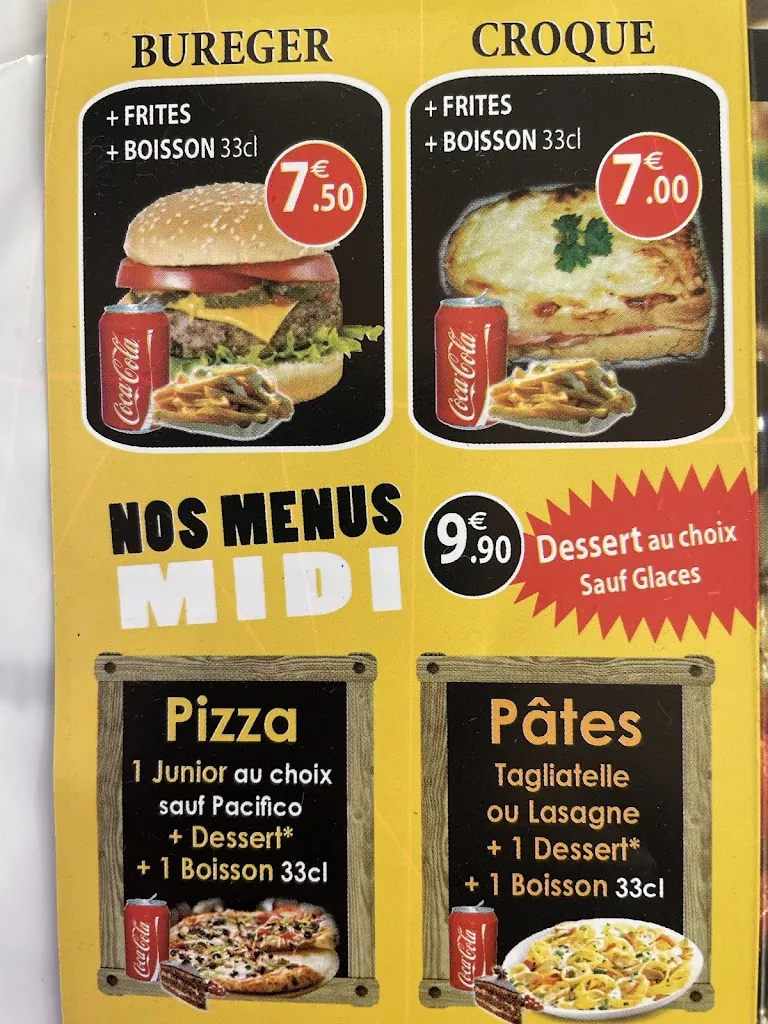 BUREGER
+ FRITES
+ BOISSON 33cl
7€.50
Coca-Cola
CROQUE
+ FRITES
+ BOISSON 33cl
7€.00
Coca-Cola
NOS MENUS
MIDI
9€.90
Dessert au choix
Sauf Glaces
Pizza
1 Junior au choix
sauf Pacifico
+ Dessert*
+ 1 Boisson 33cl
Coca-Cola
Pâtes
Tagliatelle
ou Lasagne
+ 1 Dessert*
+ 1 Boisson 33cl
Coca-Cola